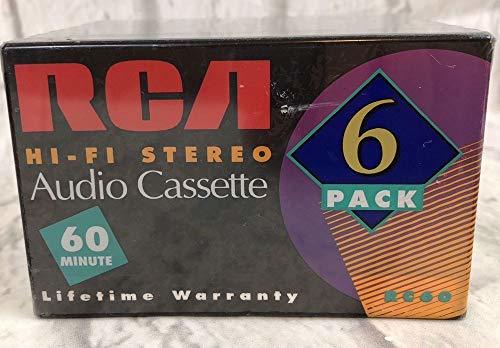 RCA
HI-FI STEREO
Audio Cassette
60
MINUTE
6
PACK
Lifetime Warranty
RC60